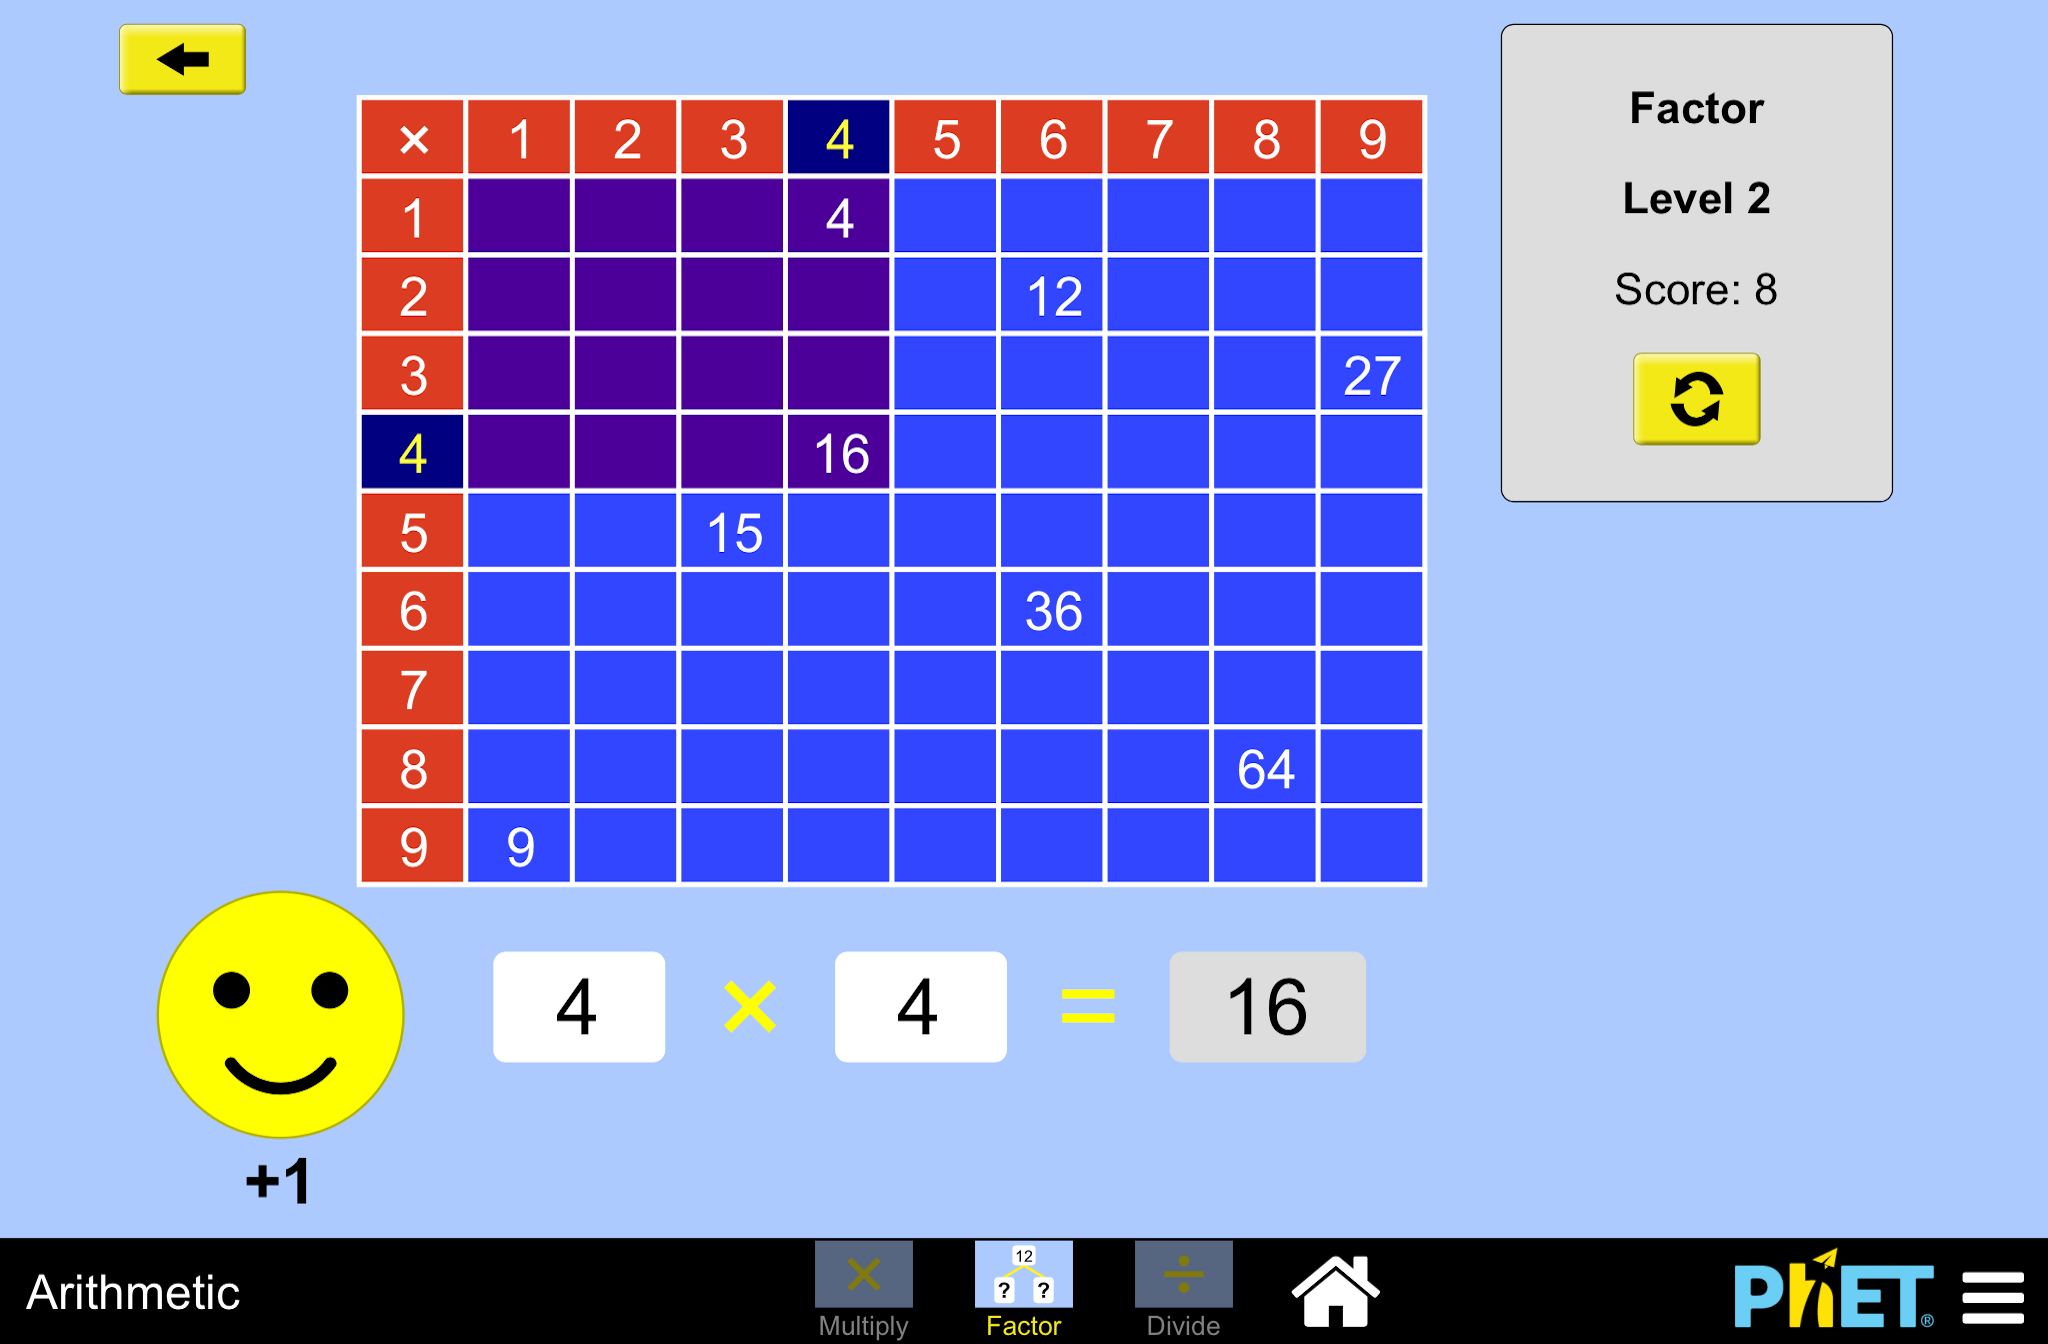 × 1 2 3 4 5 6 7 8 9
1 4
2 12
3 27
4 16
5 15
6 36
7
8 64
9 9
Factor
Level 2
Score: 8
4 × 4 = 16
+1
Arithmetic
×
Multiply
12
? ?
Factor
÷
Divide
PhET®